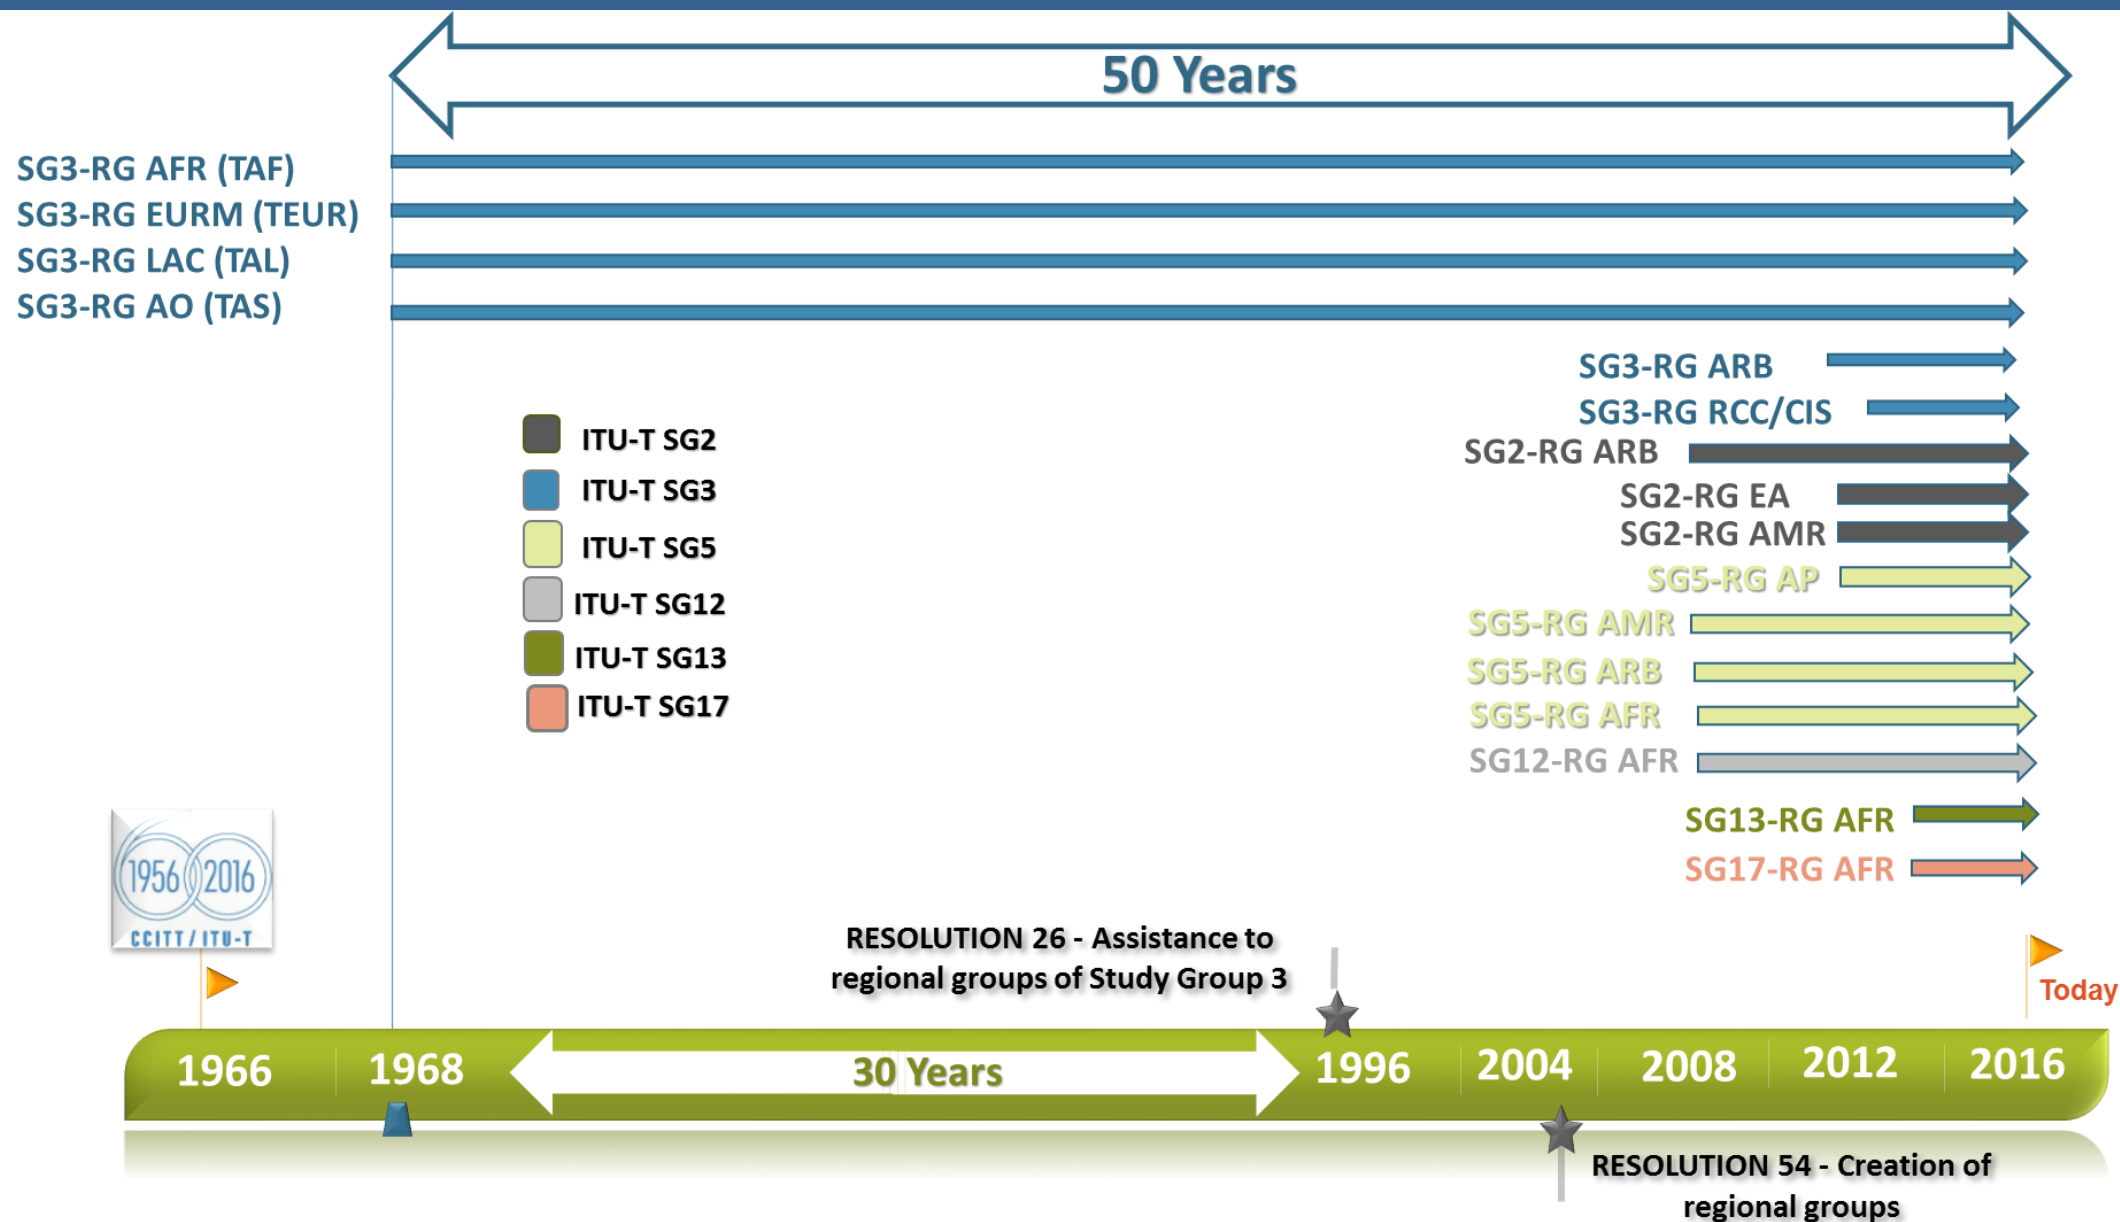 50 Years
SG3-RG AFR (TAF)
SG3-RG EURM (TEUR)
SG3-RG LAC (TAL)
SG3-RG AO (TAS)
SG3-RG ARB
SG3-RG RCC/CIS
SG2-RG ARB
SG2-RG EA
SG2-RG AMR
SG5-RG AP
SG5-RG AMR
SG5-RG ARB
SG5-RG AFR
SG12-RG AFR
SG13-RG AFR
SG17-RG AFR
ITU-T SG2
ITU-T SG3
ITU-T SG5
ITU-T SG12
ITU-T SG13
ITU-T SG17
1956 2016
CCITT / ITU-T
RESOLUTION 26 - Assistance to
regional groups of Study Group 3
Today
1966 1968 30 Years 1996 2004 2008 2012 2016
RESOLUTION 54 - Creation of
regional groups